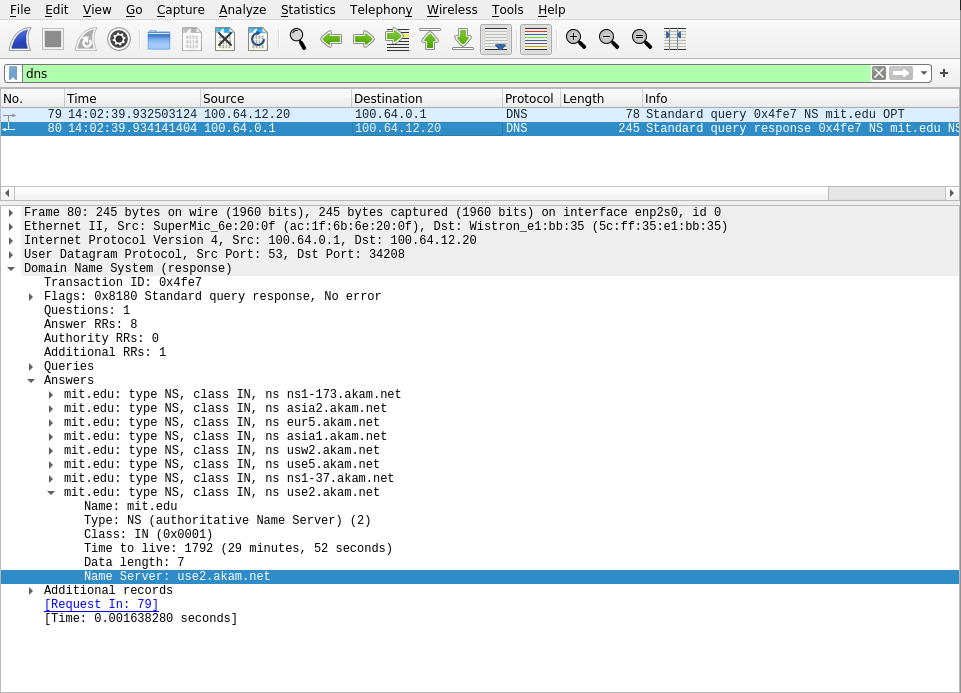 File Edit View Go Capture Analyze Statistics Telephony Wireless Tools Help
dns
No. Time Source Destination Protocol Length Info
79 14:02:39.932503124 100.64.12.20 100.64.0.1 DNS 78 Standard query 0x4fe7 NS mit.edu OPT
80 14:02:39.934141404 100.64.0.1 100.64.12.20 DNS 245 Standard query response 0x4fe7 NS mit.edu NS
Frame 80: 245 bytes on wire (1960 bits), 245 bytes captured (1960 bits) on interface enp2s0, id 0
Ethernet II, Src: SuperMic_6e:20:0f (ac:1f:6b:6e:20:0f), Dst: Wistron_e1:bb:35 (5c:ff:35:e1:bb:35)
Internet Protocol Version 4, Src: 100.64.0.1, Dst: 100.64.12.20
User Datagram Protocol, Src Port: 53, Dst Port: 34208
Domain Name System (response)
Transaction ID: 0x4fe7
Flags: 0x8180 Standard query response, No error
Questions: 1
Answer RRs: 8
Authority RRs: 0
Additional RRs: 1
Queries
Answers
mit.edu: type NS, class IN, ns ns1-173.akam.net
mit.edu: type NS, class IN, ns asia2.akam.net
mit.edu: type NS, class IN, ns eur5.akam.net
mit.edu: type NS, class IN, ns asia1.akam.net
mit.edu: type NS, class IN, ns usw2.akam.net
mit.edu: type NS, class IN, ns use5.akam.net
mit.edu: type NS, class IN, ns ns1-37.akam.net
mit.edu: type NS, class IN, ns use2.akam.net
Name: mit.edu
Type: NS (authoritative Name Server) (2)
Class: IN (0x0001)
Time to live: 1792 (29 minutes, 52 seconds)
Data length: 7
Name Server: use2.akam.net
Additional records
[Request In: 79]
[Time: 0.001638280 seconds]